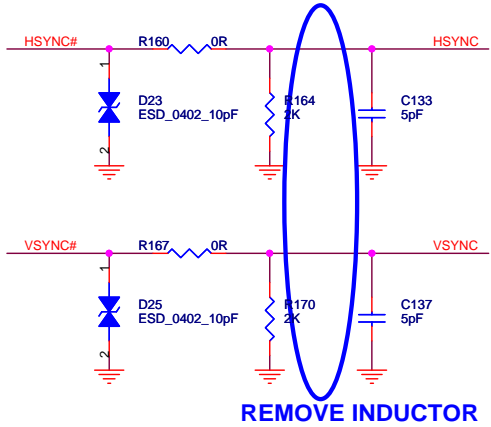 HSYNC# R160 0R HSYNC
1
D23 R164 C133
ESD_0402_10pF 2K 5pF
2
VSYNC# R167 0R VSYNC
1
D25 R170 C137
ESD_0402_10pF 2K 5pF
2
REMOVE INDUCTOR